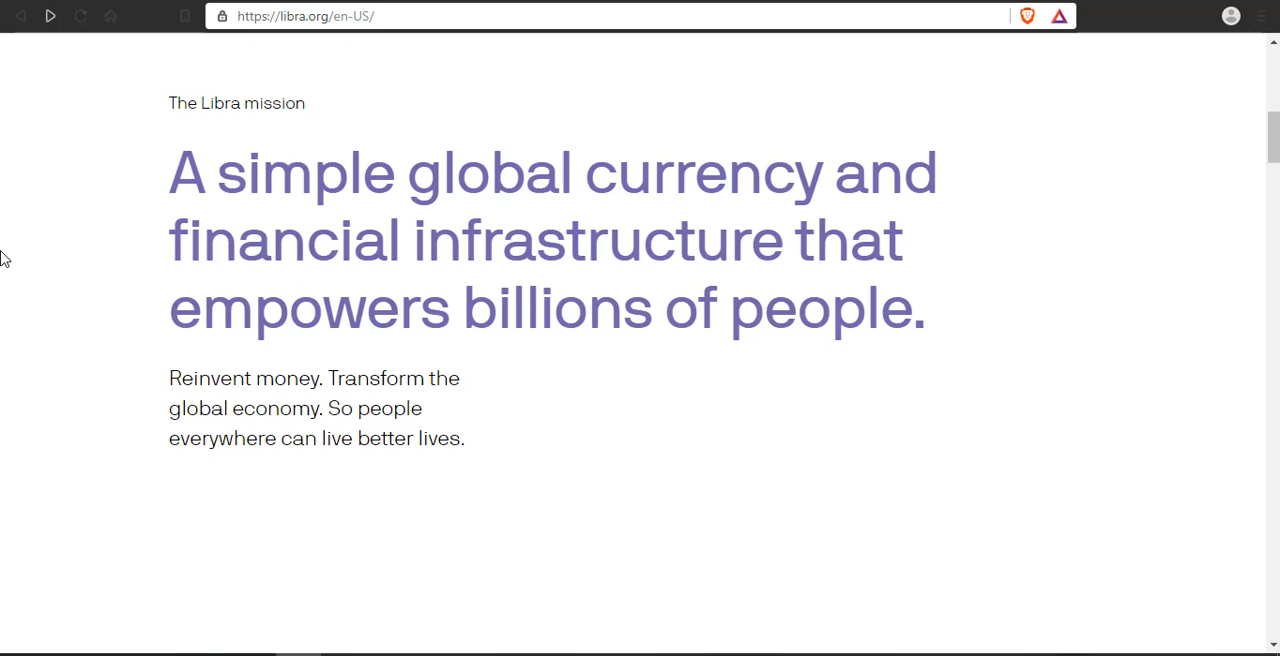 https://libra.org/en-US/
The Libra mission
A simple global currency and
financial infrastructure that
empowers billions of people.
Reinvent money. Transform the
global economy. So people
everywhere can live better lives.